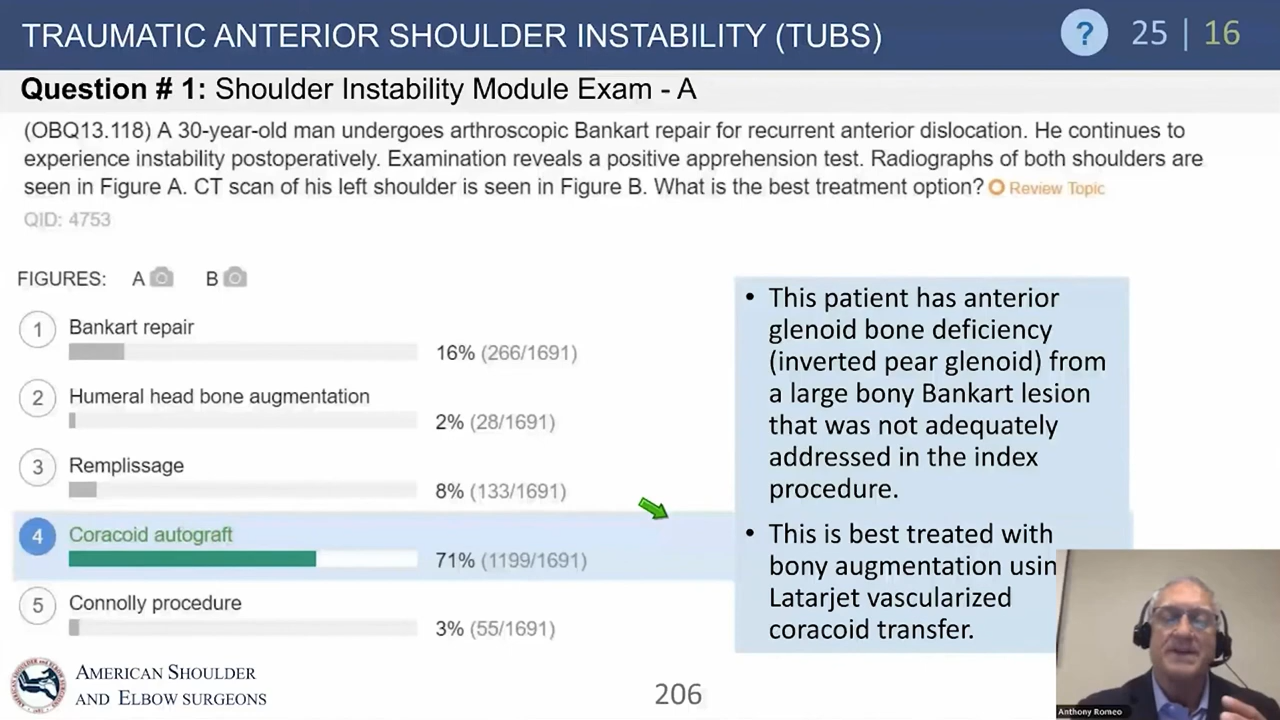 TRAUMATIC ANTERIOR SHOULDER INSTABILITY (TUBS)
? 25 | 16
Question # 1: Shoulder Instability Module Exam - A
(OBQ13.118) A 30-year-old man undergoes arthroscopic Bankart repair for recurrent anterior dislocation. He continues to
experience instability postoperatively. Examination reveals a positive apprehension test. Radiographs of both shoulders are
seen in Figure A. CT scan of his left shoulder is seen in Figure B. What is the best treatment option? Review Topic
QID: 4753
FIGURES: A B
1 Bankart repair
16% (266/1691)
2 Humeral head bone augmentation
2% (28/1691)
3 Remplissage
8% (133/1691)
4 Coracoid autograft
71% (1199/1691)
5 Connolly procedure
3% (55/1691)
• This patient has anterior
glenoid bone deficiency
(inverted pear glenoid) from
a large bony Bankart lesion
that was not adequately
addressed in the index
procedure.
• This is best treated with
bony augmentation usin
Latarjet vascularized
coracoid transfer.
AMERICAN SHOULDER
AND ELBOW SURGEONS
206
Anthony Romeo